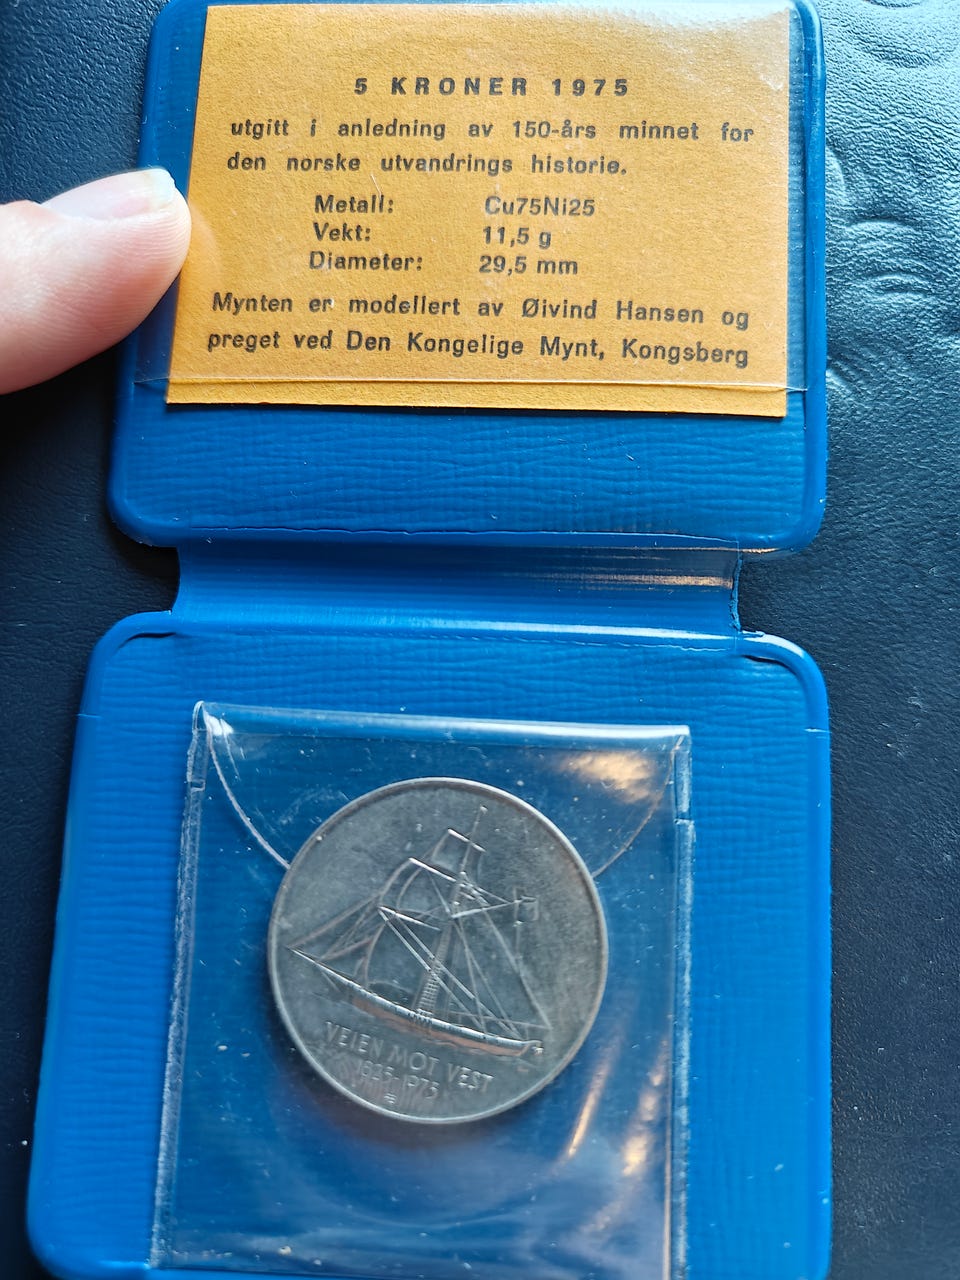 5 KRONER 1975
utgitt i anledning av 150-års minnet for
den norske utvandrings historie.
Metall: Cu75Ni25
Vekt: 11,5 g
Diameter: 29,5 mm
Mynten er modellert av Øivind Hansen og
preget ved Den Kongelige Mynt, Kongsberg
VEIEN MOT VEST
1825 1975